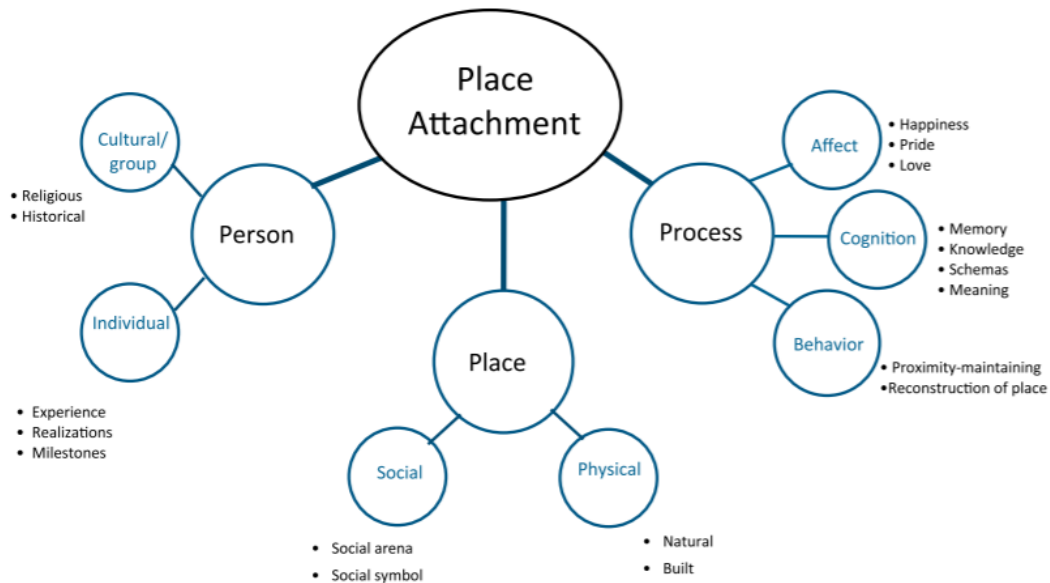 Place
Attachment
Cultural/
group
• Religious
• Historical
Person
Individual
• Experience
• Realizations
• Milestones
Place
Social
• Social arena
• Social symbol
Physical
• Natural
• Built
Process
Affect
• Happiness
• Pride
• Love
Cognition
• Memory
• Knowledge
• Schemas
• Meaning
Behavior
• Proximity-maintaining
•Reconstruction of place